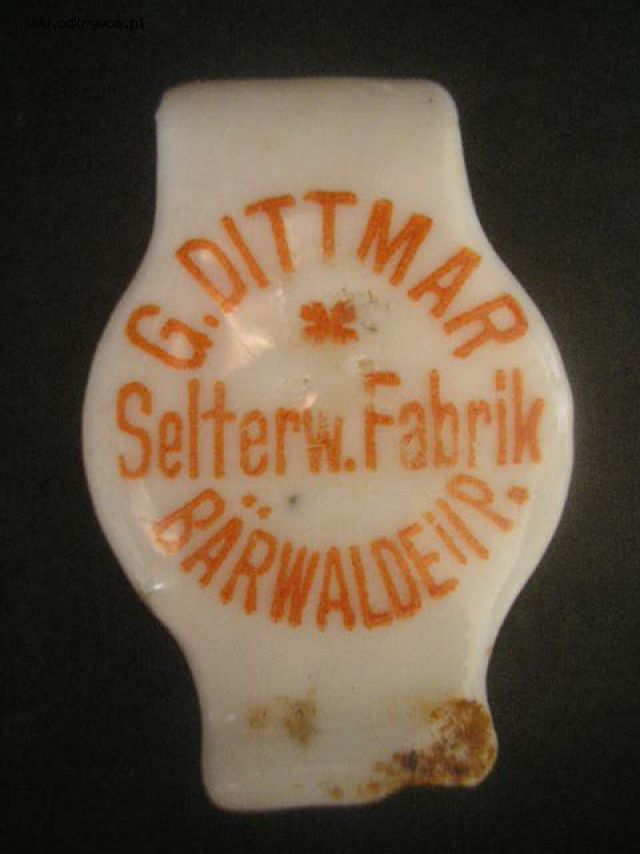 www.odkrywca.pl
G. DITTMAR
Selterw. Fabrik
BÄRWALDE i/P.